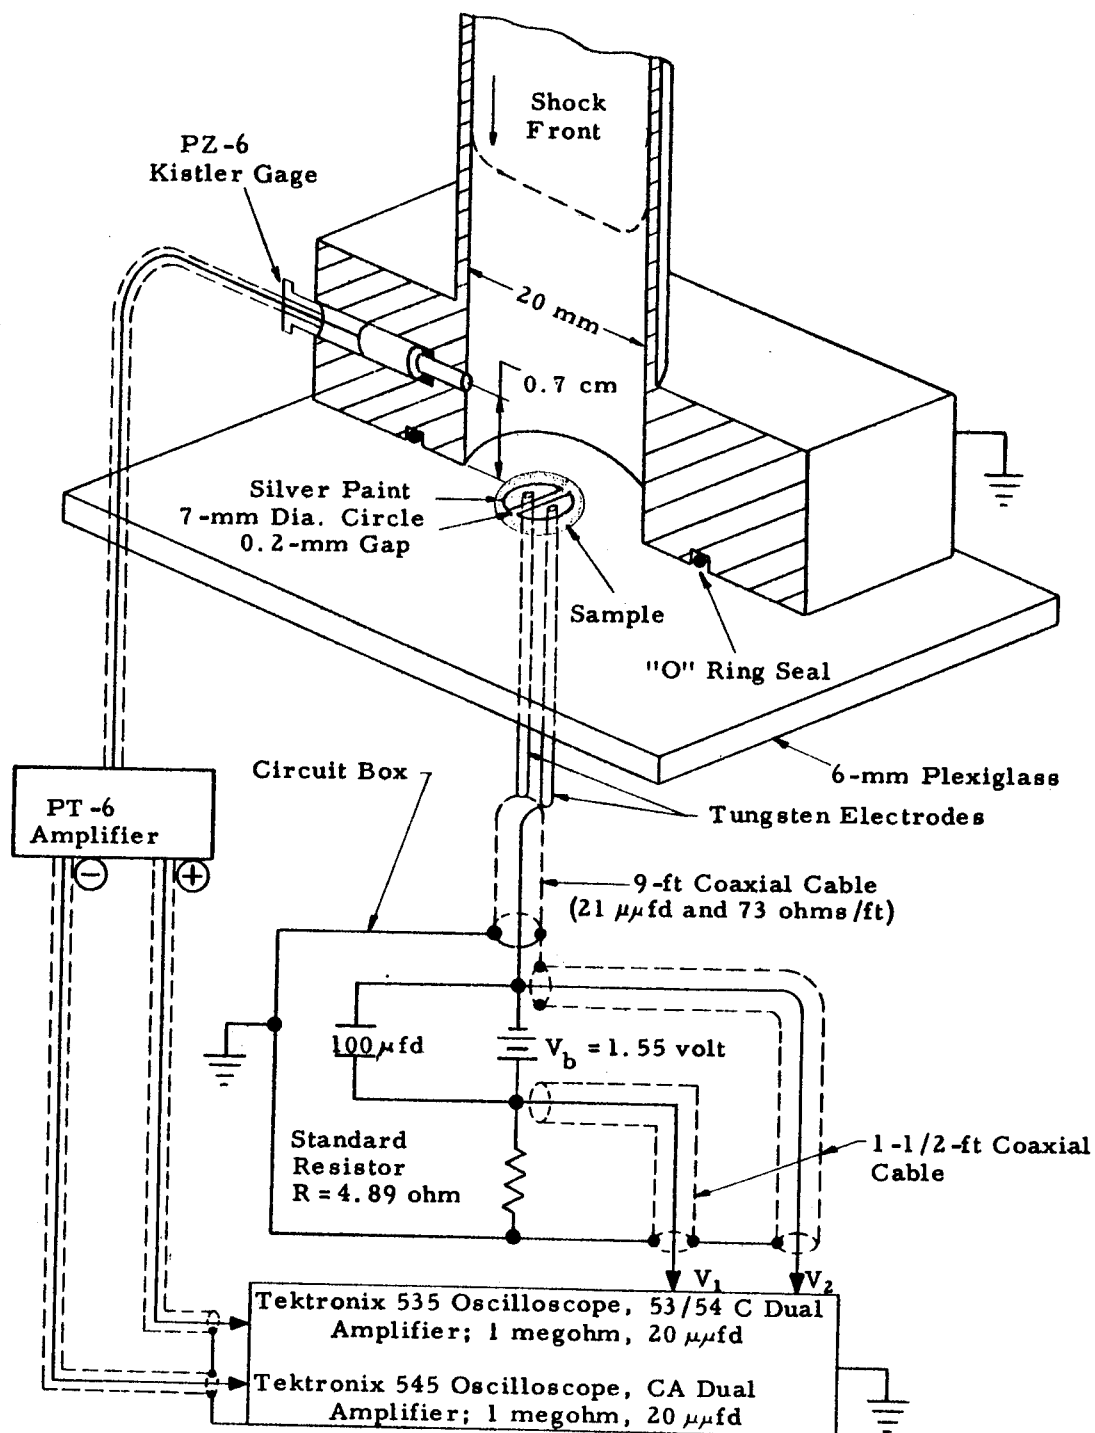 Shock
Front
PZ-6
Kistler Gage
20 mm
0.7 cm
Silver Paint
7-mm Dia. Circle
0.2-mm Gap
Sample
"O" Ring Seal
6-mm Plexiglass
Circuit Box
Tungsten Electrodes
PT-6
Amplifier
−
+
9-ft Coaxial Cable
(21 μμfd and 73 ohms/ft)
100 μfd
Vb = 1.55 volt
Standard
Resistor
R = 4.89 ohm
1-1/2-ft Coaxial
Cable
V1
V2
Tektronix 535 Oscilloscope, 53/54 C Dual
Amplifier; 1 megohm, 20 μμfd
Tektronix 545 Oscilloscope, CA Dual
Amplifier; 1 megohm, 20 μμfd